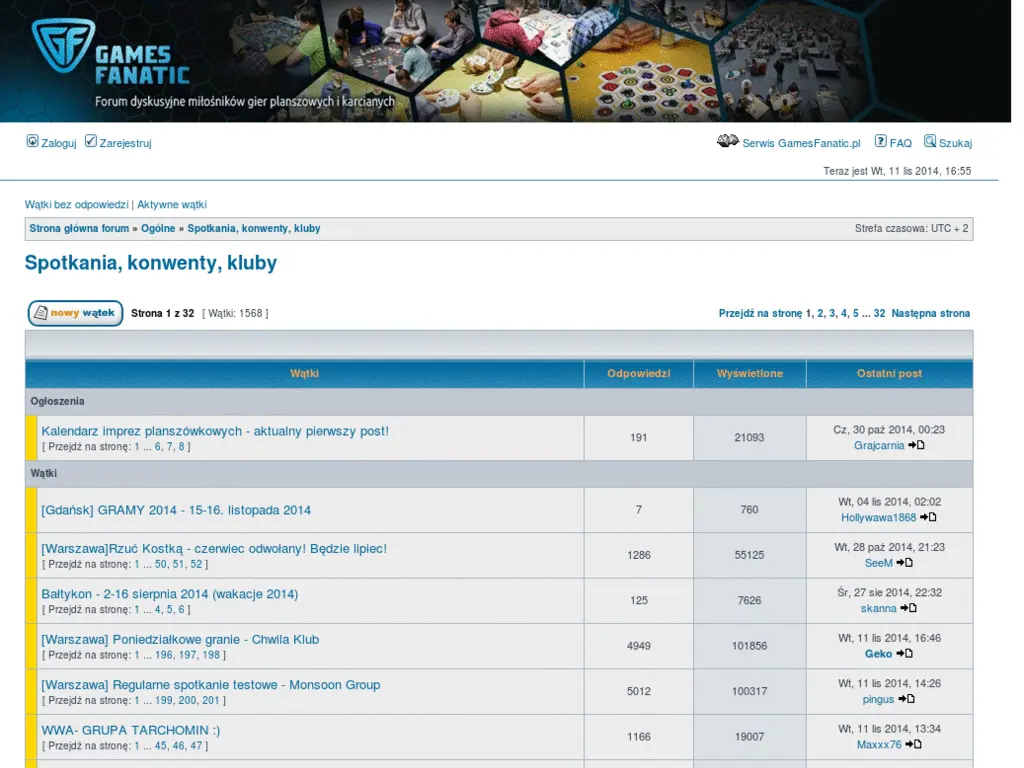 GAMES
FANATIC
Forum dyskusyjne miłośników gier planszowych i karcianych
Zaloguj Zarejestruj Serwis GamesFanatic.pl FAQ Szukaj
Teraz jest Wt, 11 lis 2014, 16:55
Wątki bez odpowiedzi | Aktywne wątki
Strona główna forum » Ogólne » Spotkania, konwenty, kluby Strefa czasowa: UTC + 2
Spotkania, konwenty, kluby
nowy wątek Strona 1 z 32 [ Wątki: 1568 ] Przejdź na stronę 1, 2, 3, 4, 5 ... 32 Następna strona
Wątki Odpowiedzi Wyświetlone Ostatni post
Ogłoszenia
Kalendarz imprez planszówkowych - aktualny pierwszy post!
[ Przejdź na stronę: 1 ... 6, 7, 8 ]
191 21093
Cz, 30 paź 2014, 00:23
Grajcarnia
Wątki
[Gdańsk] GRAMY 2014 - 15-16. listopada 2014
7 760
Wt, 04 lis 2014, 02:02
Hollywawa1868
[Warszawa]Rzuć Kostką - czerwiec odwołany! Będzie lipiec!
[ Przejdź na stronę: 1 ... 50, 51, 52 ]
1286 55125
Wt, 28 paź 2014, 21:23
SeeM
Bałtykon - 2-16 sierpnia 2014 (wakacje 2014)
[ Przejdź na stronę: 1 ... 4, 5, 6 ]
125 7626
Śr, 27 sie 2014, 22:32
skanna
[Warszawa] Poniedziałkowe granie - Chwila Klub
[ Przejdź na stronę: 1 ... 196, 197, 198 ]
4949 101856
Wt, 11 lis 2014, 16:46
Geko
[Warszawa] Regularne spotkanie testowe - Monsoon Group
[ Przejdź na stronę: 1 ... 199, 200, 201 ]
5012 100317
Wt, 11 lis 2014, 14:26
pingus
WWA- GRUPA TARCHOMIN :)
[ Przejdź na stronę: 1 ... 45, 46, 47 ]
1166 19007
Wt, 11 lis 2014, 13:34
Maxxx76